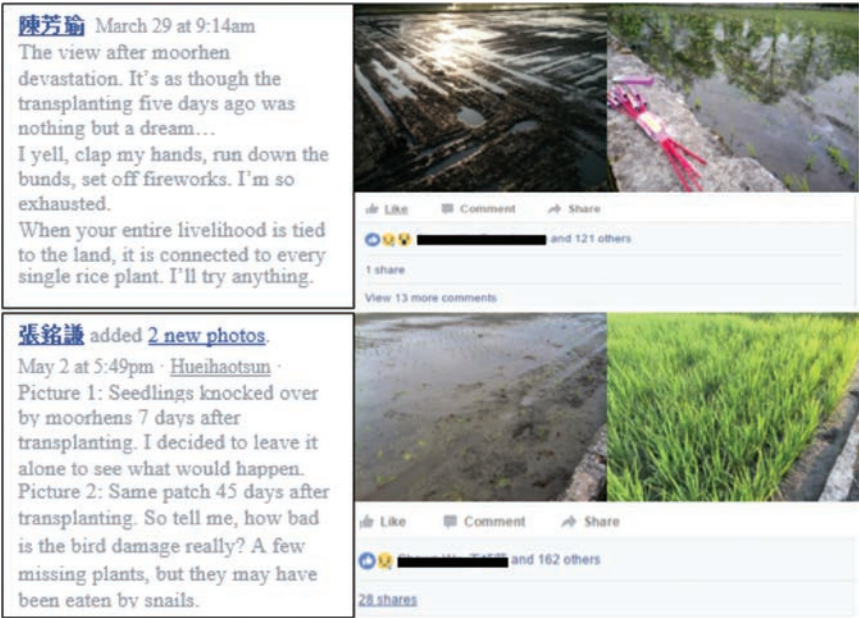 陳芳瑜 March 29 at 9:14am
The view after moorhen
devastation. It's as though the
transplanting five days ago was
nothing but a dream…
I yell, clap my hands, run down the
bunds, set off fireworks. I'm so
exhausted.
When your entire livelihood is tied
to the land, it is connected to every
single rice plant. I'll try anything.
Like Comment Share
and 121 others
1 share
View 13 more comments
張銘謙 added 2 new photos.
May 2 at 5:49pm · Hueihaotsun ·
Picture 1: Seedlings knocked over
by moorhens 7 days after
transplanting. I decided to leave it
alone to see what would happen.
Picture 2: Same patch 45 days after
transplanting. So tell me, how bad
is the bird damage really? A few
missing plants, but they may have
been eaten by snails.
Like Comment Share
and 162 others
28 shares